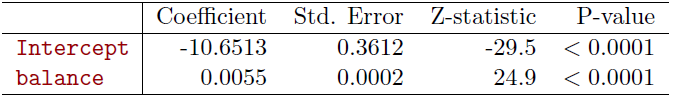 Coefficient Std. Error Z-statistic P-value
Intercept -10.6513 0.3612 -29.5 < 0.0001
balance 0.0055 0.0002 24.9 < 0.0001